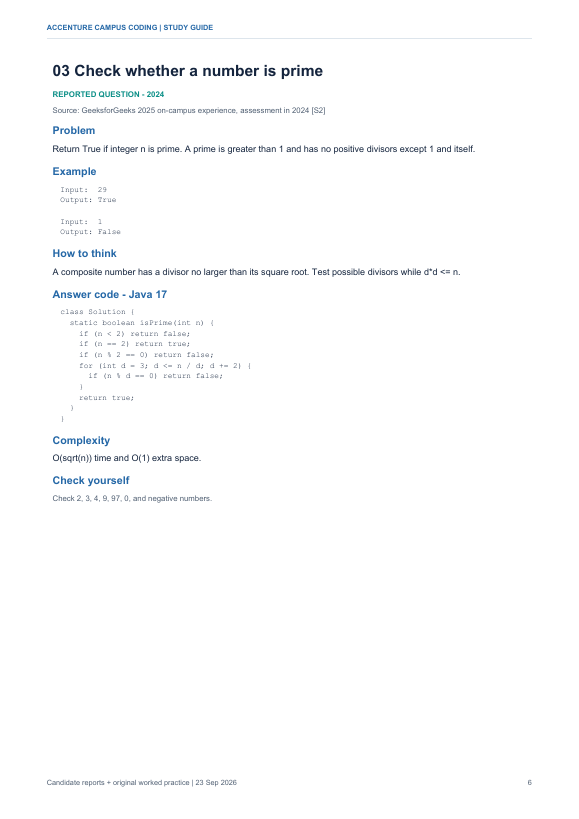 ACCENTURE CAMPUS CODING | STUDY GUIDE
03 Check whether a number is prime
REPORTED QUESTION - 2024
Source: GeeksforGeeks 2025 on-campus experience, assessment in 2024 [S2]
Problem
Return True if integer n is prime. A prime is greater than 1 and has no positive divisors except 1 and itself.
Example
Input:  29
Output: True
Input:  1
Output: False
How to think
A composite number has a divisor no larger than its square root. Test possible divisors while d*d <= n.
Answer code - Java 17
class Solution {
  static boolean isPrime(int n) {
    if (n < 2) return false;
    if (n == 2) return true;
    if (n % 2 == 0) return false;
    for (int d = 3; d <= n / d; d += 2) {
      if (n % d == 0) return false;
    }
    return true;
  }
}
Complexity
O(sqrt(n)) time and O(1) extra space.
Check yourself
Check 2, 3, 4, 9, 97, 0, and negative numbers.
Candidate reports + original worked practice | 23 Sep 2026
6